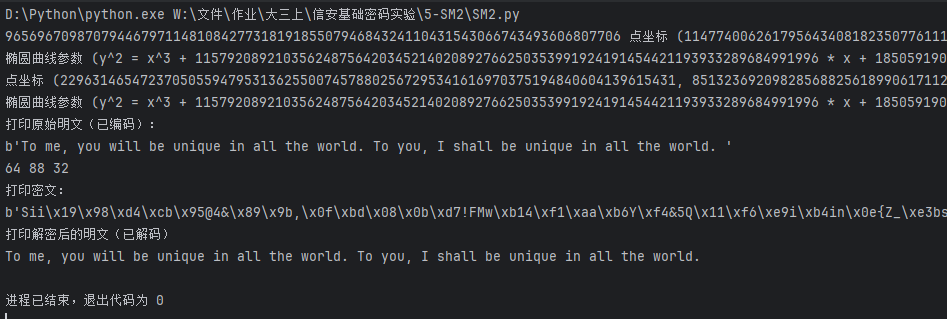 D:\Python\python.exe W:\文件\作业\大三上\信安基础密码实验\5-SM2\SM2.py
96569670987079446797114810842773181918550794684324110431543066743493606807706 点坐标 (114774006261795643408182350776111
椭圆曲线参数 (y^2 = x^3 + 115792089210356248756420345214020892766250353991924191454421193933289684991996 * x + 185059190
点坐标 (22963146547237050559479531362550074578802567295341616970375194840604139615431, 85132369209828568825618990617112
椭圆曲线参数 (y^2 = x^3 + 115792089210356248756420345214020892766250353991924191454421193933289684991996 * x + 185059190
打印原始明文（已编码）：
b'To me, you will be unique in all the world. To you, I shall be unique in all the world. '
64 88 32
打印密文：
b'Sii\x19\x98\xd4\xcb\x95@4&\x89\x9b,\x0f\xbd\x08\x0b\xd7!FMw\xb14\xf1\xaa\xb6Y\xf4&5Q\x11\xf6\xe9i\xb4in\x0e{Z_\xe3bs
打印解密后的明文（已解码）
To me, you will be unique in all the world. To you, I shall be unique in all the world.
进程已结束，退出代码为 0